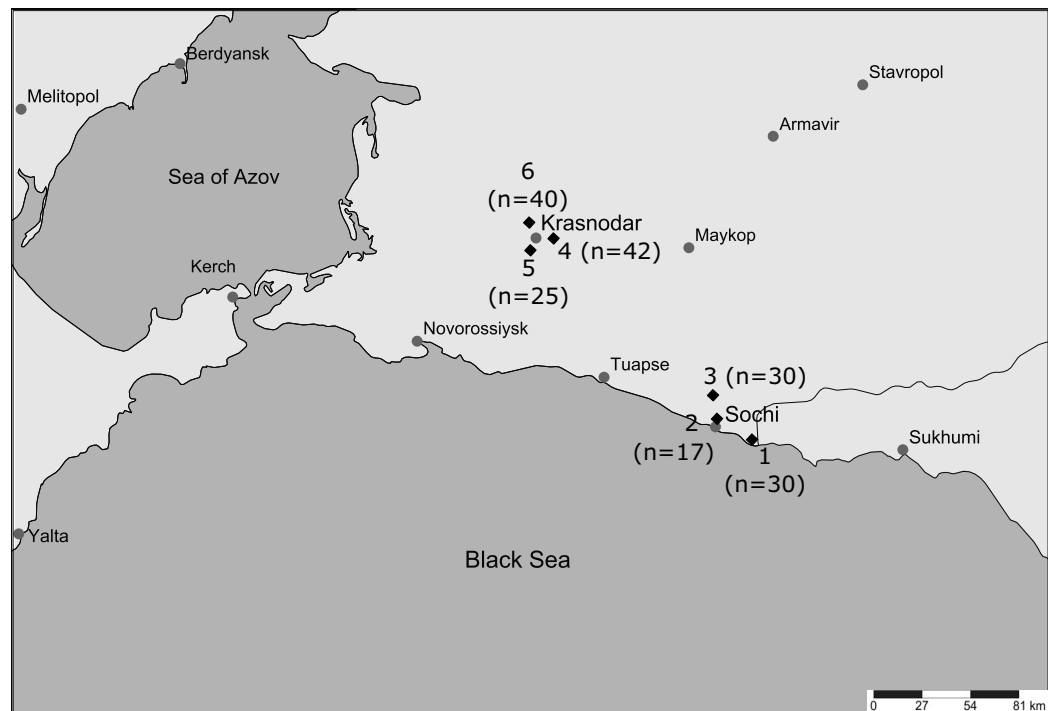 Berdyansk
Stavropol
Melitopol
Armavir
Sea of Azov
6
(n=40)
Krasnodar
4 (n=42)
Maykop
5
(n=25)
Kerch
Novorossiysk
Tuapse
3 (n=30)
Sochi
2
(n=17)
Sukhumi
1
(n=30)
Yalta
Black Sea
0 27 54 81 km